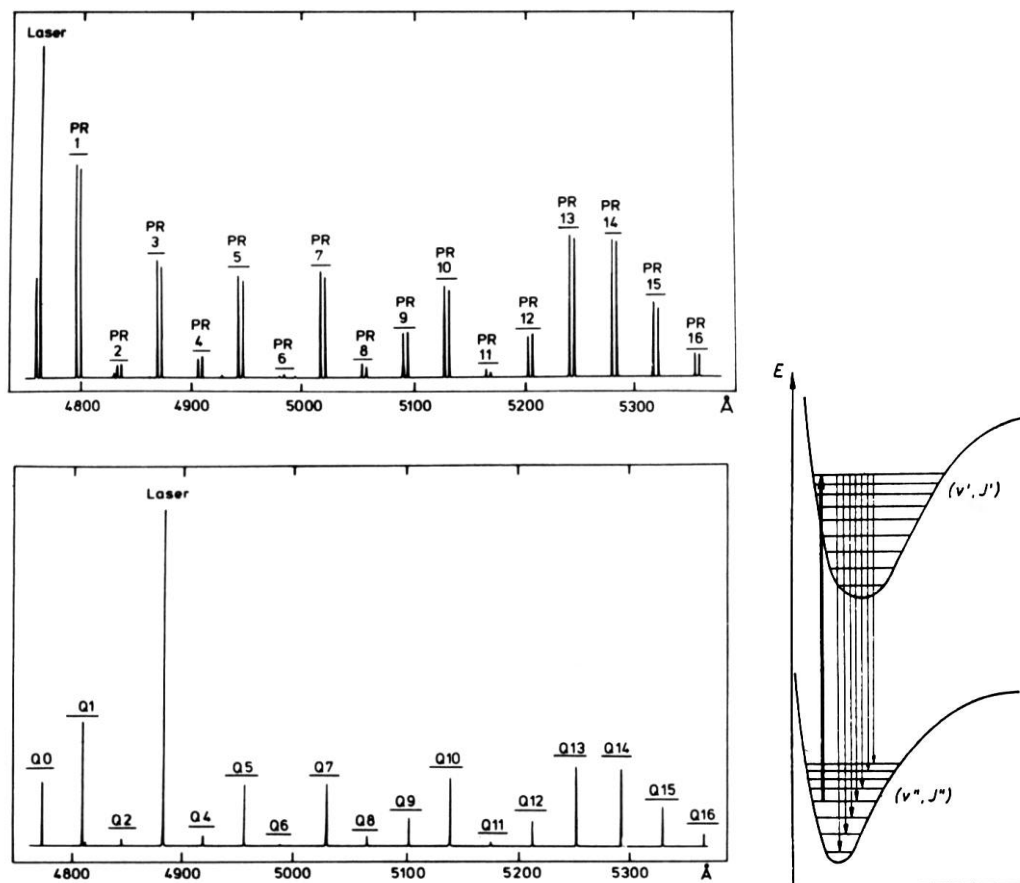 Laser
PR
1
PR
2
PR
3
PR
4
PR
5
PR
6
PR
7
PR
8
PR
9
PR
10
PR
11
PR
12
PR
13
PR
14
PR
15
PR
16
4800 4900 5000 5100 5200 5300 Å
Laser
Q0
Q1
Q2
Q4
Q5
Q6
Q7
Q8
Q9
Q10
Q11
Q12
Q13
Q14
Q15
Q16
4800 4900 5000 5100 5200 5300 Å
E
(v', J')
(v", J")